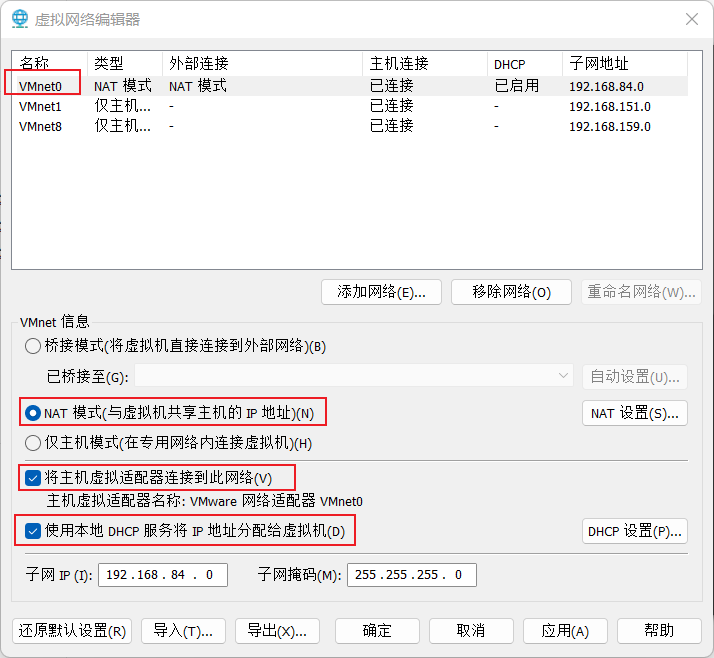 虚拟网络编辑器
名称 类型 外部连接 主机连接 DHCP 子网地址
VMnet0 NAT 模式 NAT 模式 已连接 已启用 192.168.84.0
VMnet1 仅主机... - 已连接 - 192.168.151.0
VMnet8 仅主机... - 已连接 - 192.168.159.0
添加网络(E)... 移除网络(O) 重命名网络(W)...
VMnet 信息
桥接模式(将虚拟机直接连接到外部网络)(B)
已桥接至(G): 自动设置(U)...
NAT 模式(与虚拟机共享主机的 IP 地址)(N) NAT 设置(S)...
仅主机模式(在专用网络内连接虚拟机)(H)
将主机虚拟适配器连接到此网络(V)
主机虚拟适配器名称: VMware 网络适配器 VMnet0
使用本地 DHCP 服务将 IP 地址分配给虚拟机(D) DHCP 设置(P)...
子网 IP (I): 192.168.84.0 子网掩码(M): 255.255.255.0
还原默认设置(R) 导入(T)... 导出(X)... 确定 取消 应用(A) 帮助